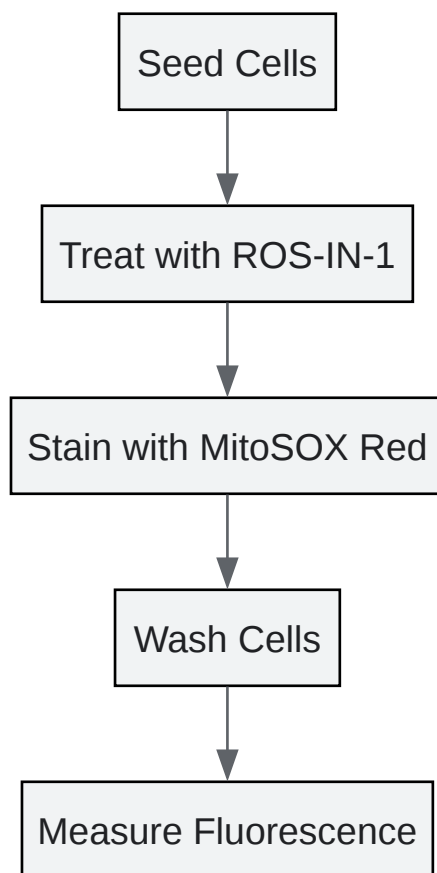 Seed Cells
Treat with ROS-IN-1
Stain with MitoSOX Red
Wash Cells
Measure Fluorescence